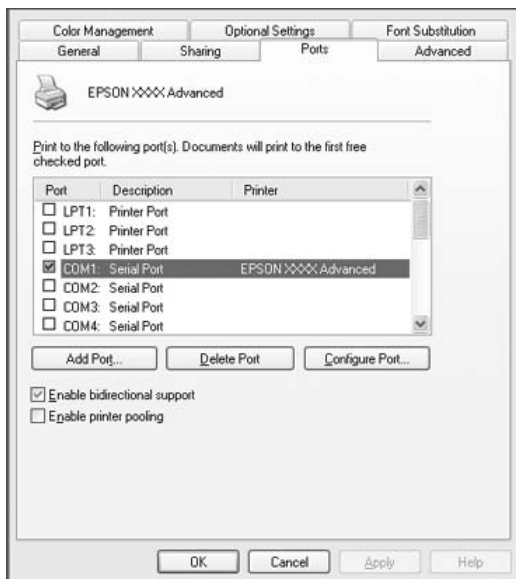 Color Management Optional Settings Font Substitution
General Sharing Ports Advanced
EPSON XXXX Advanced
Print to the following port(s). Documents will print to the first free
checked port.
Port Description Printer
LPT1: Printer Port
LPT2: Printer Port
LPT3: Printer Port
COM1: Serial Port EPSON XXXX Advanced
COM2: Serial Port
COM3: Serial Port
COM4: Serial Port
Add Port... Delete Port Configure Port...
Enable bidirectional support
Enable printer pooling
OK Cancel Apply Help